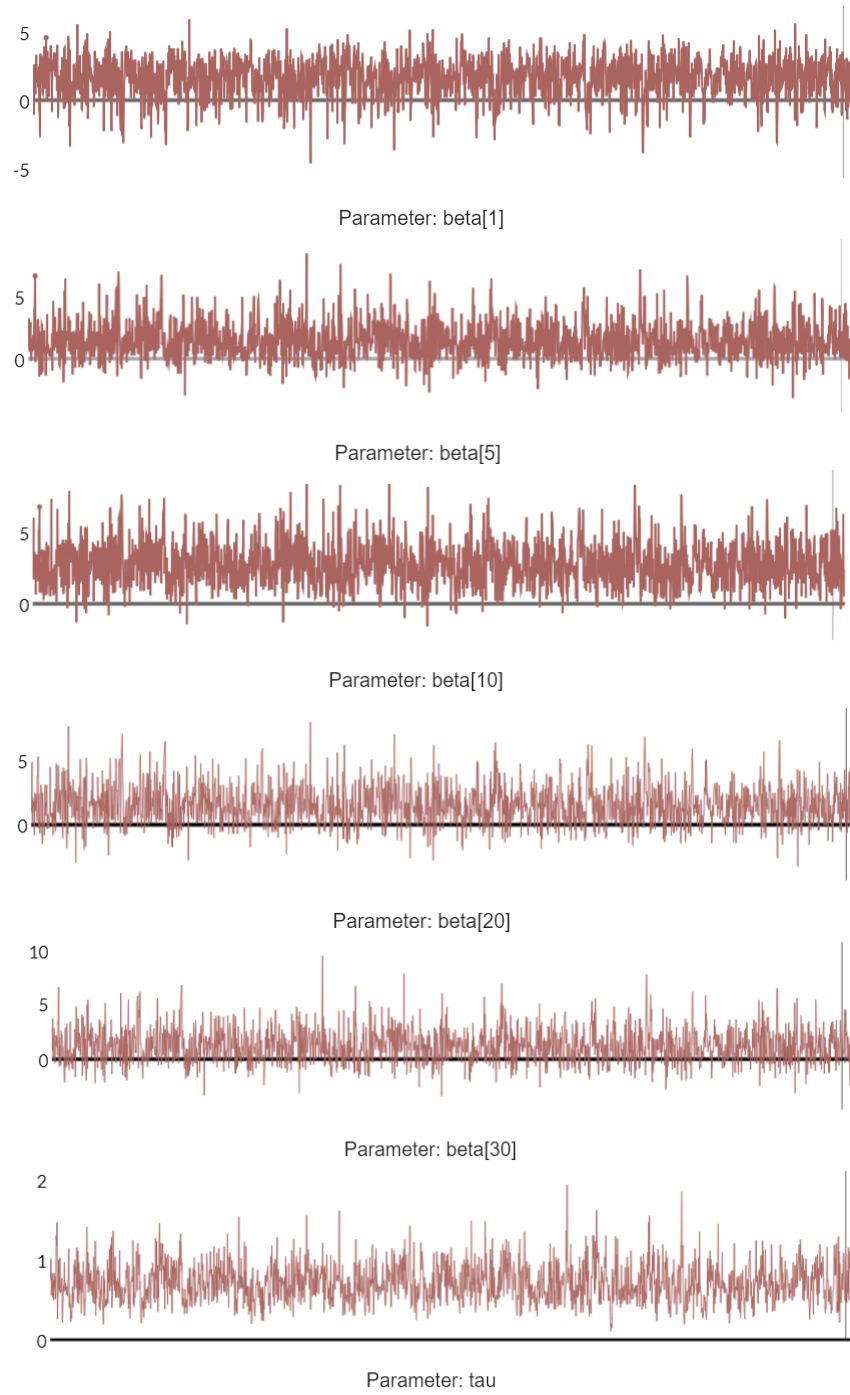 5
0
-5
Parameter: beta[1]
5
0
Parameter: beta[5]
5
0
Parameter: beta[10]
5
0
Parameter: beta[20]
10
5
0
Parameter: beta[30]
2
1
0
Parameter: tau